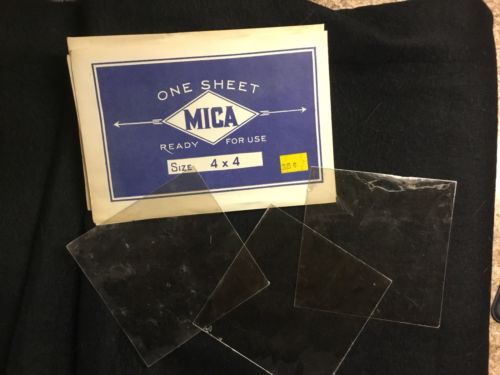 ONE SHEET
MICA
READY FOR USE
SIZE 4 x 4